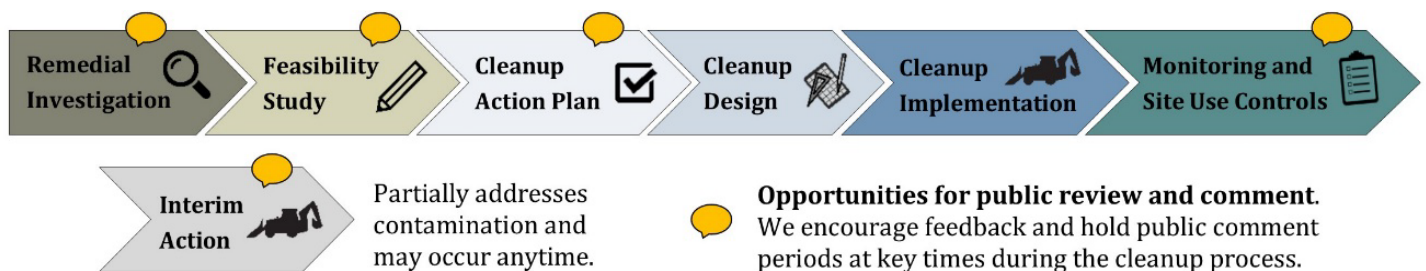 Remedial
Investigation
Feasibility
Study
Cleanup
Action Plan
Cleanup
Design
Cleanup
Implementation
Monitoring and
Site Use Controls
Interim
Action
Partially addresses
contamination and
may occur anytime.
Opportunities for public review and comment.
We encourage feedback and hold public comment
periods at key times during the cleanup process.